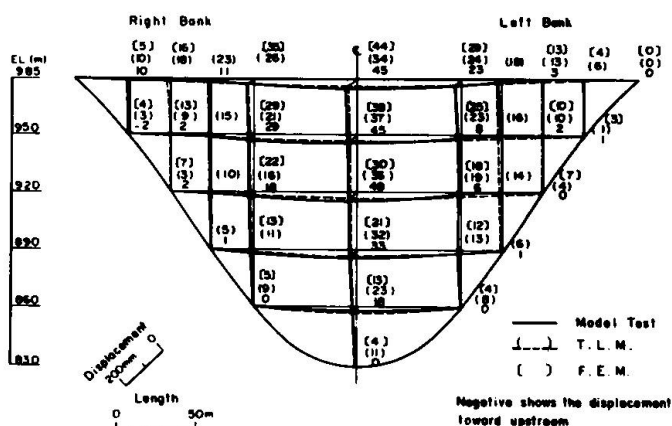 Right Bank
Left Bank
EL (m)
[5] [16] [35] ¢ [44] [29] [13] [4] [0]
(10) (18) (23) (26) (34) (24) (18) (13) (6) (0)
10 11 45 23 3 0
985
[4] [13] [29] [38] [25] [10]
(3) (9) (15) (21) (37) (23) (16) (10) [3]
-2 2 29 45 8 2 (1)
950 1
[7] [22] [30] [18] [7]
(3) (10) (16) (35) (19) (14) (4)
2 18 48 6 0
920
[13] [21] [12]
(5) (11) (32) (13) (6)
1 33 1
890
[5] [13] [4]
(9) (23) (8)
0 18 0
860
[4]
(11)
0
830
Displacement
0
200mm
Length
0 50m
Model Test
(---) T.L.M.
[ ] F.E.M.
Negative shows the displacement
toward upstream